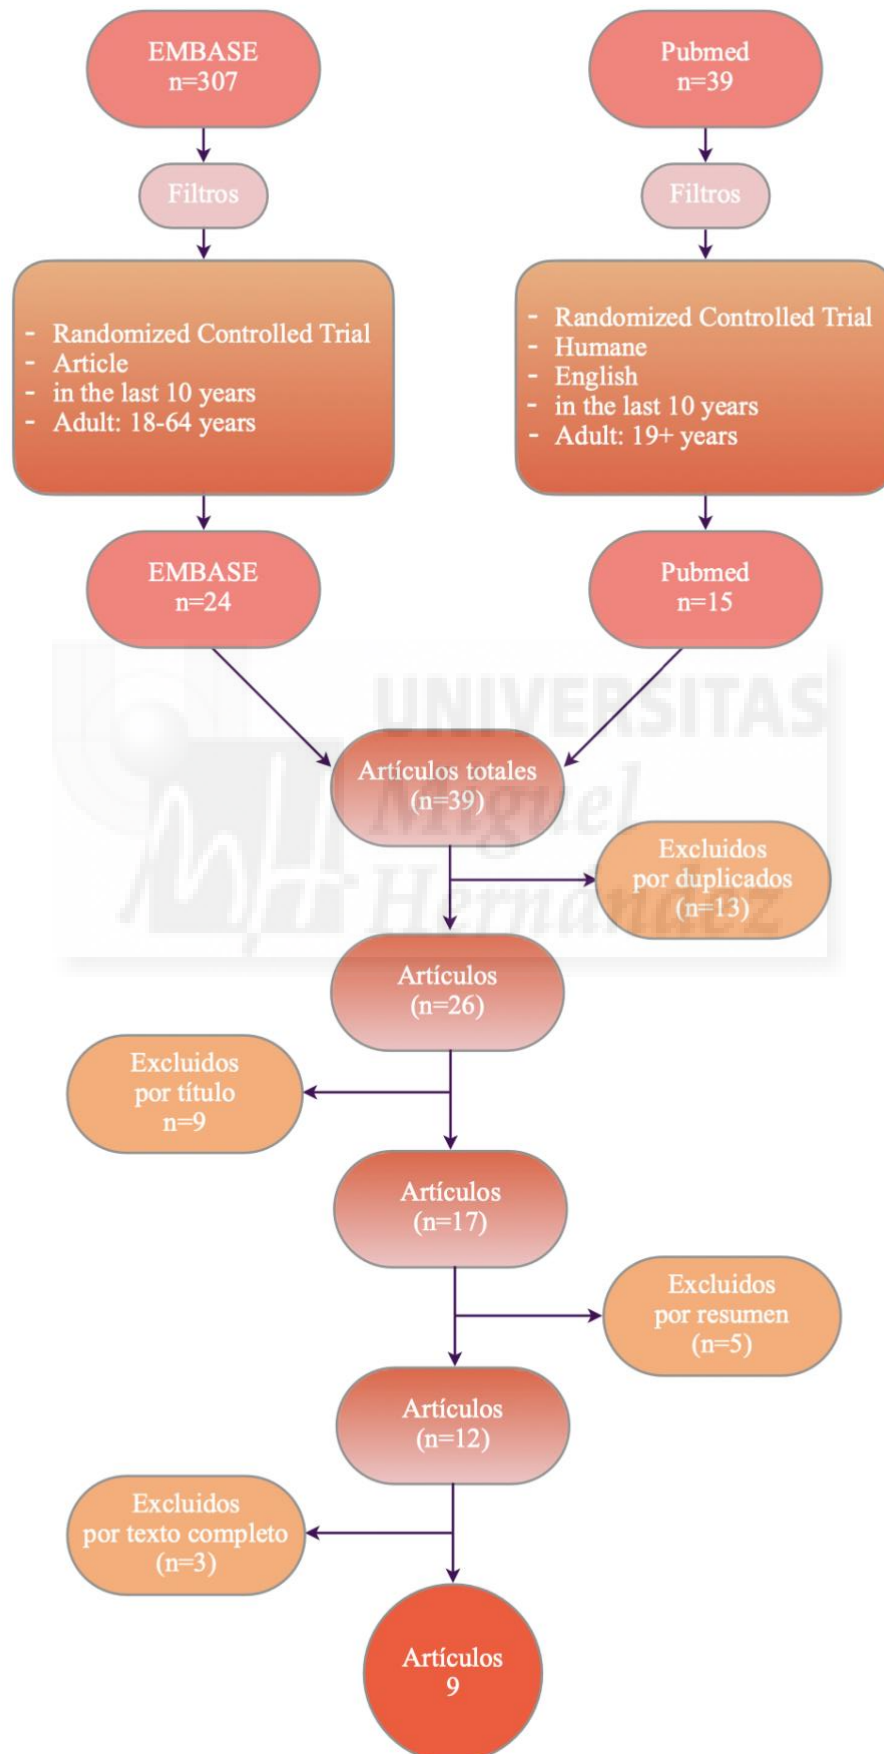 EMBASE
n=307
Pubmed
n=39
Filtros
Filtros
- Randomized Controlled Trial
- Article
- in the last 10 years
- Adult: 18-64 years
- Randomized Controlled Trial
- Humane
- English
- in the last 10 years
- Adult: 19+ years
EMBASE
n=24
Pubmed
n=15
UNIVERSITAS
Miguel
Hernández
Artículos totales
(n=39)
Excluidos
por duplicados
(n=13)
Artículos
(n=26)
Excluidos
por título
n=9
Artículos
(n=17)
Excluidos
por resumen
(n=5)
Artículos
(n=12)
Excluidos
por texto completo
(n=3)
Artículos
9